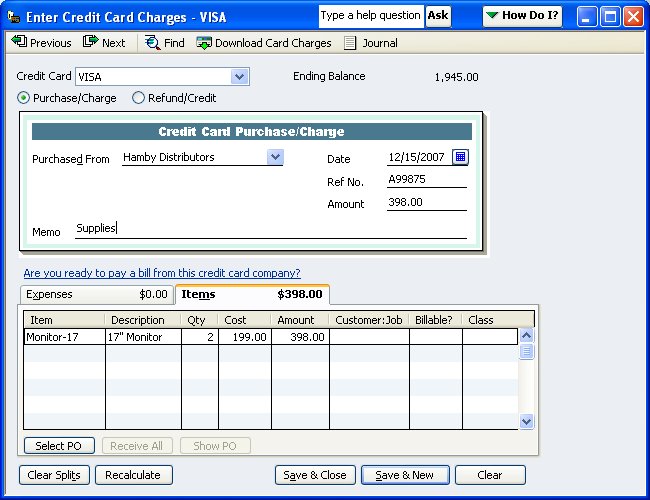 Enter Credit Card Charges - VISA
Type a help question Ask
How Do I?
Previous Next Find Download Card Charges Journal
Credit Card VISA Ending Balance 1,945.00
Purchase/Charge Refund/Credit
Credit Card Purchase/Charge
Purchased From Hamby Distributors Date 12/15/2007
Ref No. A99875
Amount 398.00
Memo Supplies
Are you ready to pay a bill from this credit card company?
Expenses $0.00 Items $398.00
Item Description Qty Cost Amount Customer:Job Billable? Class
Monitor-17 17" Monitor 2 199.00 398.00
Select PO Receive All Show PO
Clear Splits Recalculate Save & Close Save & New Clear